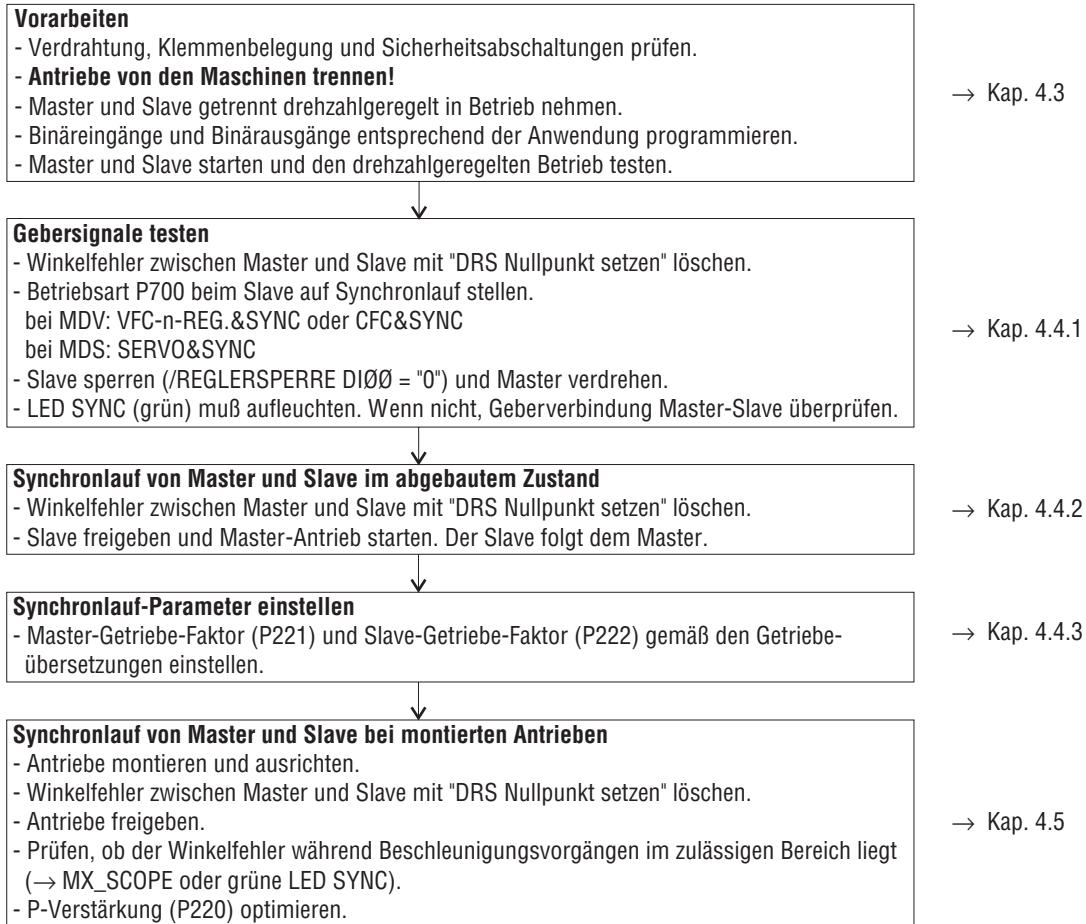 Vorarbeiten
- Verdrahtung, Klemmenbelegung und Sicherheitsabschaltungen prüfen.
- Antriebe von den Maschinen trennen!
- Master und Slave getrennt drehzahlgeregelt in Betrieb nehmen.
- Binäreingänge und Binärausgänge entsprechend der Anwendung programmieren.
- Master und Slave starten und den drehzahlgeregelten Betrieb testen.
→ Kap. 4.3
Gebersignale testen
- Winkelfehler zwischen Master und Slave mit "DRS Nullpunkt setzen" löschen.
- Betriebsart P700 beim Slave auf Synchronlauf stellen.
bei MDV: VFC-n-REG.&SYNC oder CFC&SYNC
bei MDS: SERVO&SYNC
- Slave sperren (/REGLERSPERRE DIØØ = "0") und Master verdrehen.
- LED SYNC (grün) muß aufleuchten. Wenn nicht, Geberverbindung Master-Slave überprüfen.
→ Kap. 4.4.1
Synchronlauf von Master und Slave im abgebautem Zustand
- Winkelfehler zwischen Master und Slave mit "DRS Nullpunkt setzen" löschen.
- Slave freigeben und Master-Antrieb starten. Der Slave folgt dem Master.
→ Kap. 4.4.2
Synchronlauf-Parameter einstellen
- Master-Getriebe-Faktor (P221) und Slave-Getriebe-Faktor (P222) gemäß den Getriebe-
übersetzungen einstellen.
→ Kap. 4.4.3
Synchronlauf von Master und Slave bei montierten Antrieben
- Antriebe montieren und ausrichten.
- Winkelfehler zwischen Master und Slave mit "DRS Nullpunkt setzen" löschen.
- Antriebe freigeben.
- Prüfen, ob der Winkelfehler während Beschleunigungsvorgängen im zulässigen Bereich liegt
(→ MX_SCOPE oder grüne LED SYNC).
- P-Verstärkung (P220) optimieren.
→ Kap. 4.5